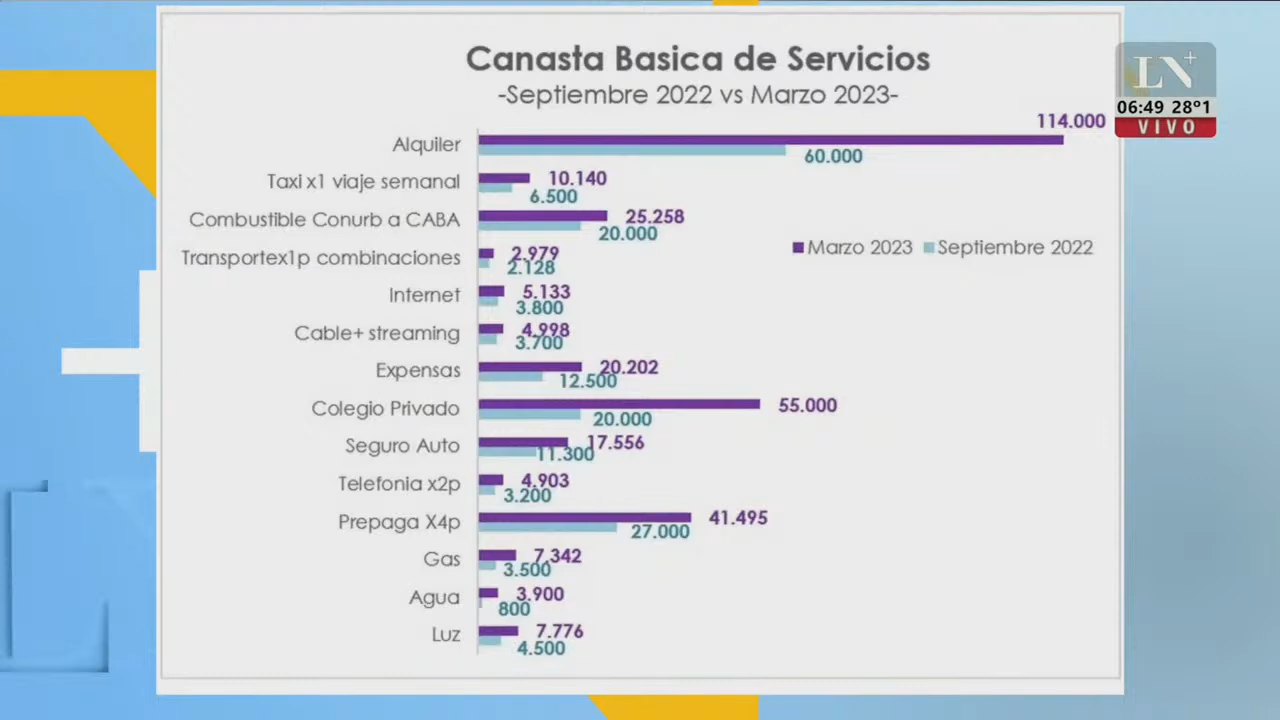 Canasta Basica de Servicios
-Septiembre 2022 vs Marzo 2023-
LN+
06:49 28º1
VIVO
Alquiler
114.000
60.000
Taxi x1 viaje semanal
10.140
6.500
Combustible Conurb a CABA
25.258
20.000
Marzo 2023
Septiembre 2022
Transportex1p combinaciones
2.979
2.128
Internet
5.133
3.800
Cable+ streaming
4.998
3.700
Expensas
20.202
12.500
Colegio Privado
55.000
20.000
Seguro Auto
17.556
11.300
Telefonia x2p
4.903
3.200
Prepaga X4p
41.495
27.000
Gas
7.342
3.500
Agua
3.900
800
Luz
7.776
4.500